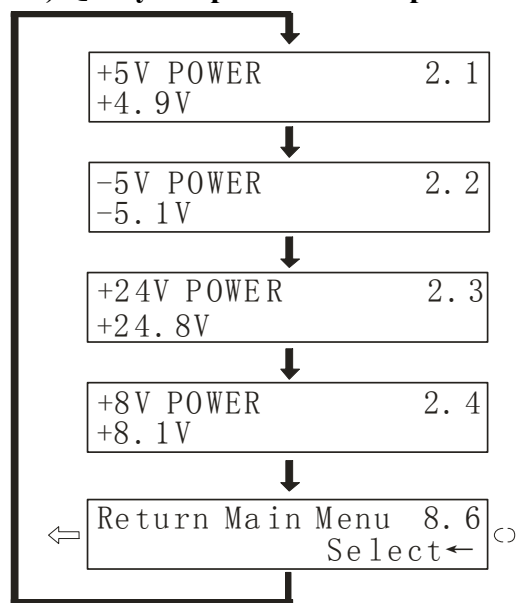 +5V POWER 2.1
+4.9V
-5V POWER 2.2
-5.1V
+24V POWER 2.3
+24.8V
+8V POWER 2.4
+8.1V
Return Main Menu 8.6
Select←